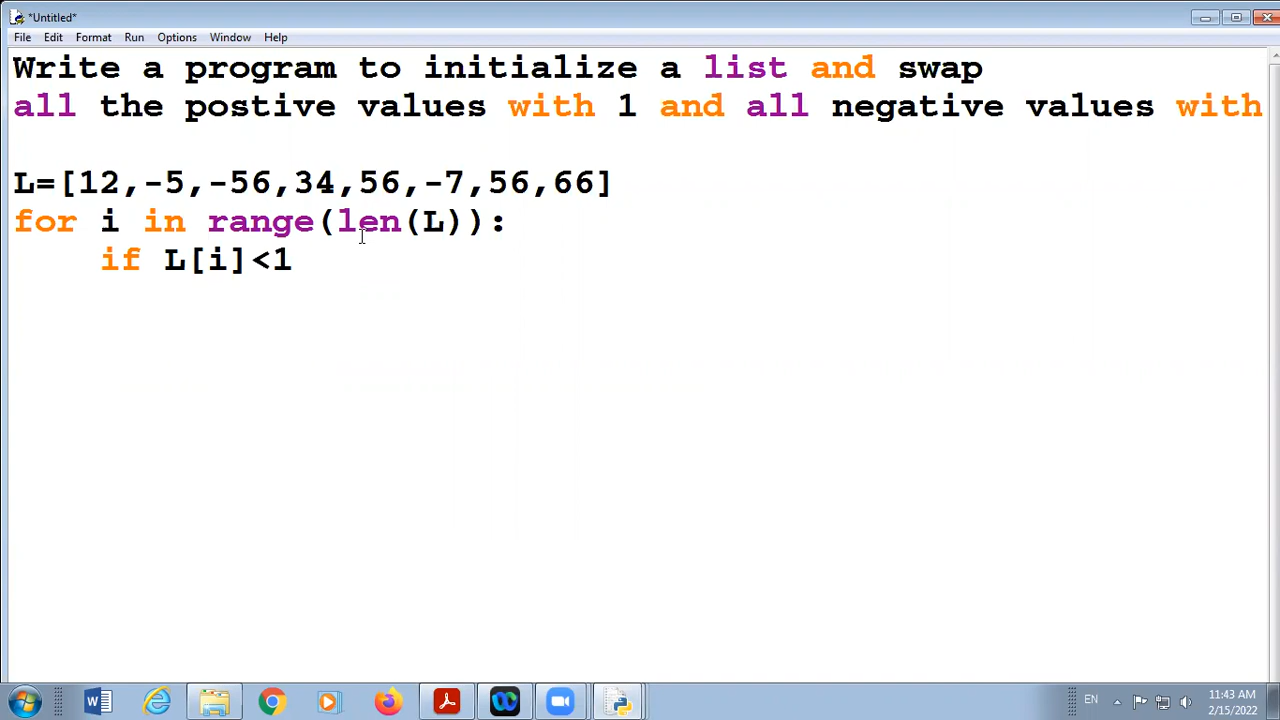 *Untitled*
File Edit Format Run Options Window Help
Write a program to initialize a list and swap
all the postive values with 1 and all negative values with
L=[12,-5,-56,34,56,-7,56,66]
for i in range(len(L)):
if L[i]<1
EN
11:43 AM
2/15/2022